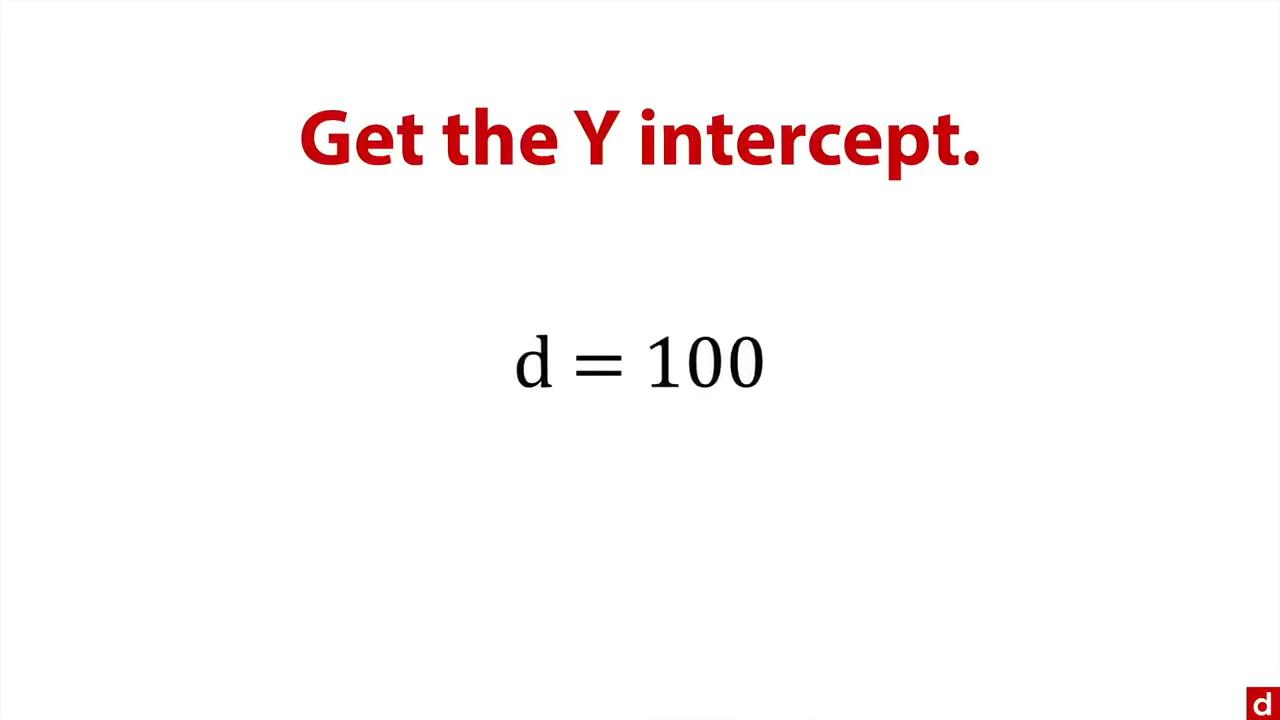 Get the Y intercept.
d = 100
d